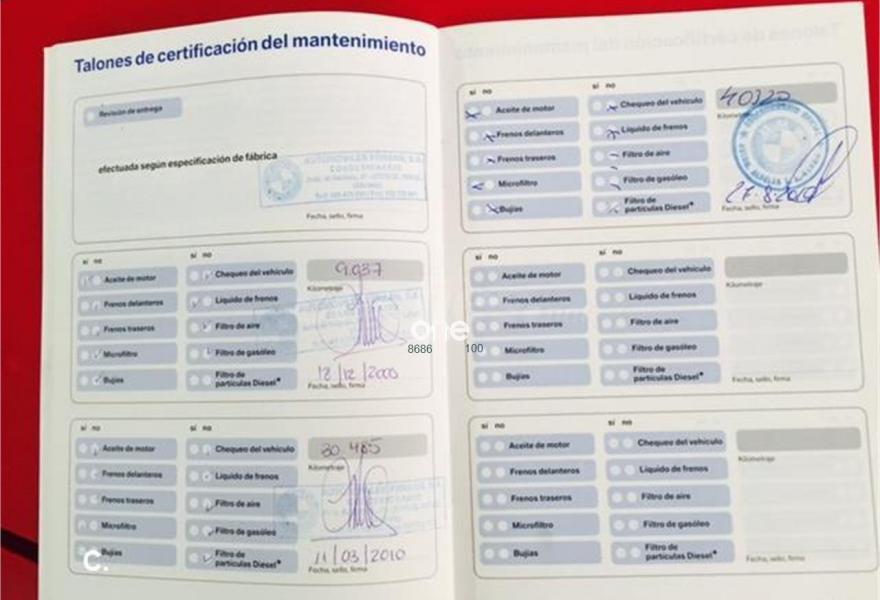 Talones de certificación del mantenimiento
Revisión de entrega
efectuada según especificación de fábrica
Fecha, sello, firma
sí no sí no
Aceite de motor Chequeo del vehículo 9.037
Kilometraje
Frenos delanteros Líquido de frenos
Frenos traseros Filtro de aire
Microfiltro Filtro de gasóleo
Bujías Filtro de
partículas Diesel*
Fecha, sello, firma
sí no sí no
Aceite de motor Chequeo del vehículo 30.485
Kilometraje
Frenos delanteros Líquido de frenos
Frenos traseros Filtro de aire
Microfiltro Filtro de gasóleo
Bujías Filtro de
partículas Diesel*
11/03/2010
Fecha, sello, firma
sí no sí no
Aceite de motor Chequeo del vehículo 40320
Kilometraje
Frenos delanteros Líquido de frenos
Frenos traseros Filtro de aire
Microfiltro Filtro de gasóleo
Bujías Filtro de
partículas Diesel*
Fecha, sello, firma
sí no sí no
Aceite de motor Chequeo del vehículo
Kilometraje
Frenos delanteros Líquido de frenos
Frenos traseros Filtro de aire
Microfiltro Filtro de gasóleo
Bujías Filtro de
partículas Diesel*
Fecha, sello, firma
sí no sí no
Aceite de motor Chequeo del vehículo
Kilometraje
Frenos delanteros Líquido de frenos
Frenos traseros Filtro de aire
Microfiltro Filtro de gasóleo
Bujías Filtro de
partículas Diesel*
Fecha, sello, firma
one
8686 100
C.